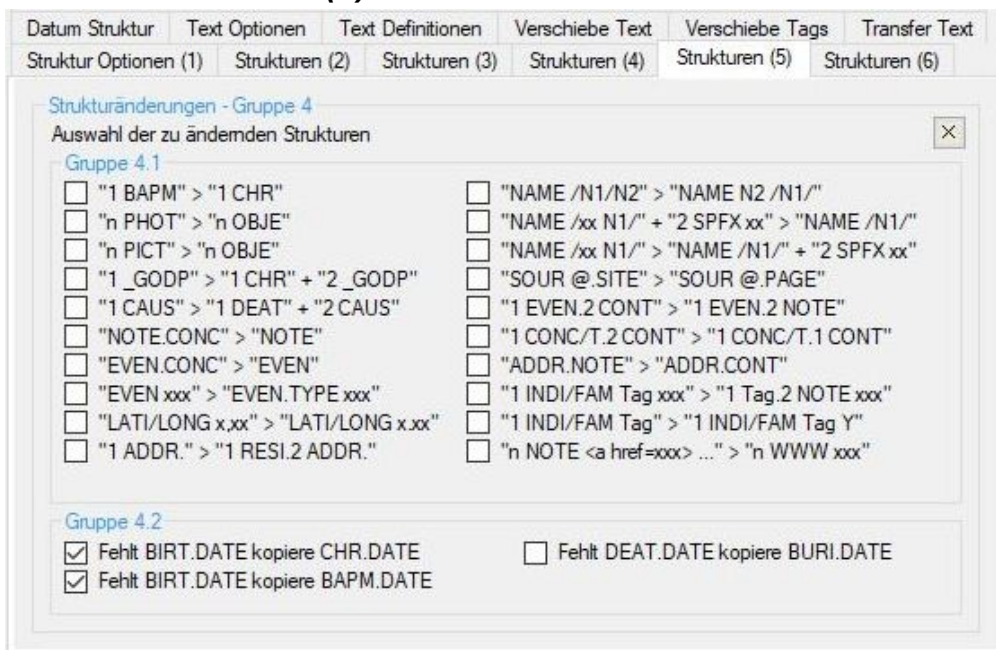 Datum Struktur Text Optionen Text Definitionen Verschiebe Text Verschiebe Tags Transfer Text
Struktur Optionen (1) Strukturen (2) Strukturen (3) Strukturen (4) Strukturen (5) Strukturen (6)
Strukturänderungen - Gruppe 4
Auswahl der zu ändernden Strukturen
Gruppe 4.1
"1 BAPM" > "1 CHR"
"n PHOT" > "n OBJE"
"n PICT" > "n OBJE"
"1 _GODP" > "1 CHR" + "2 _GODP"
"1 CAUS" > "1 DEAT" + "2 CAUS"
"NOTE.CONC" > "NOTE"
"EVEN.CONC" > "EVEN"
"EVEN xxx" > "EVEN.TYPE xxx"
"LATI/LONG x,xx" > "LATI/LONG x.xx"
"1 ADDR." > "1 RESI.2 ADDR."
"NAME /N1/N2" > "NAME N2 /N1/"
"NAME /xx N1/" + "2 SPFX xx" > "NAME /N1/"
"NAME /xx N1/" > "NAME /N1/" + "2 SPFX xx"
"SOUR @.SITE" > "SOUR @.PAGE"
"1 EVEN.2 CONT" > "1 EVEN.2 NOTE"
"1 CONC/T.2 CONT" > "1 CONC/T.1 CONT"
"ADDR.NOTE" > "ADDR.CONT"
"1 INDI/FAM Tag xxx" > "1 Tag.2 NOTE xxx"
"1 INDI/FAM Tag" > "1 INDI/FAM Tag Y"
"n NOTE <a href=xxx> ..." > "n WWW xxx"
Gruppe 4.2
Fehlt BIRT.DATE kopiere CHR.DATE
Fehlt BIRT.DATE kopiere BAPM.DATE
Fehlt DEAT.DATE kopiere BURI.DATE